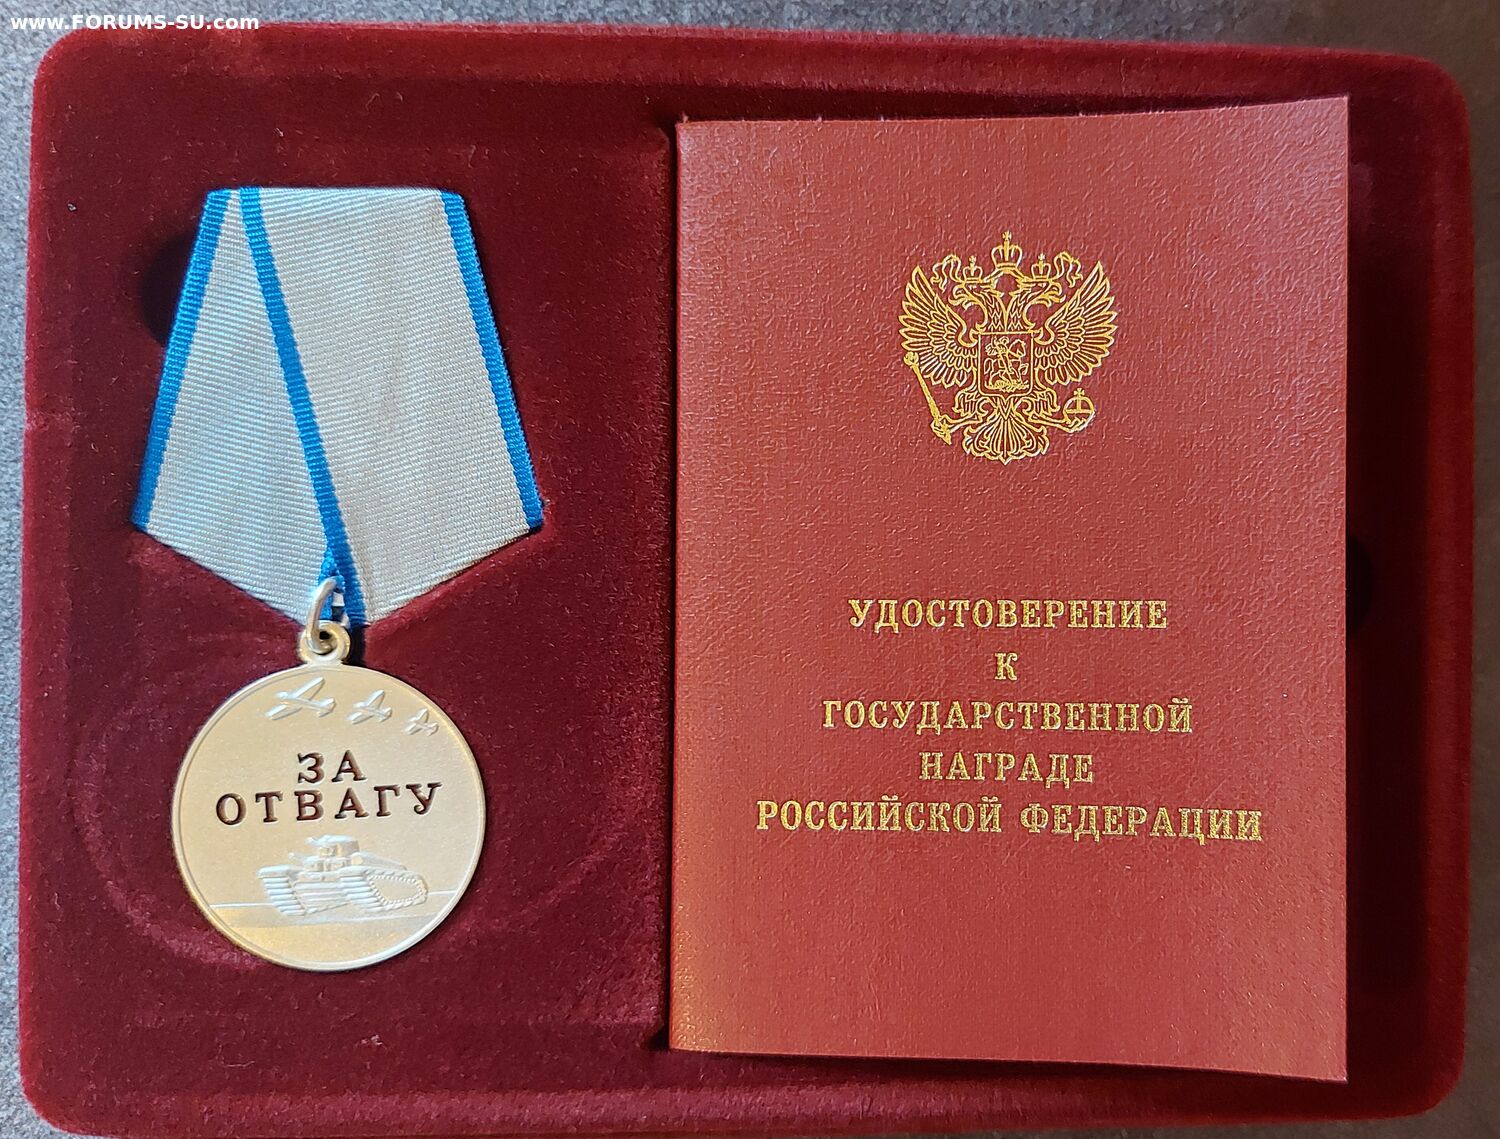 www.FORUMS-SU.com
ЗА
ОТВАГУ
УДОСТОВЕРЕНИЕ
К
ГОСУДАРСТВЕННОЙ
НАГРАДЕ
РОССИЙСКОЙ ФЕДЕРАЦИИ